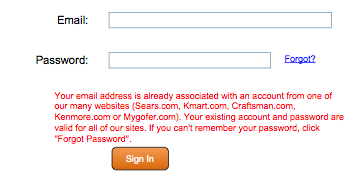 Email:
Password: Forgot?
Your email address is already associated with an account from one of
our many websites (Sears.com, Kmart.com, Craftsman.com,
Kenmore.com or Mygofer.com). Your existing account and password are
valid for all of our sites. If you can't remember your password, click
"Forgot Password".
Sign In